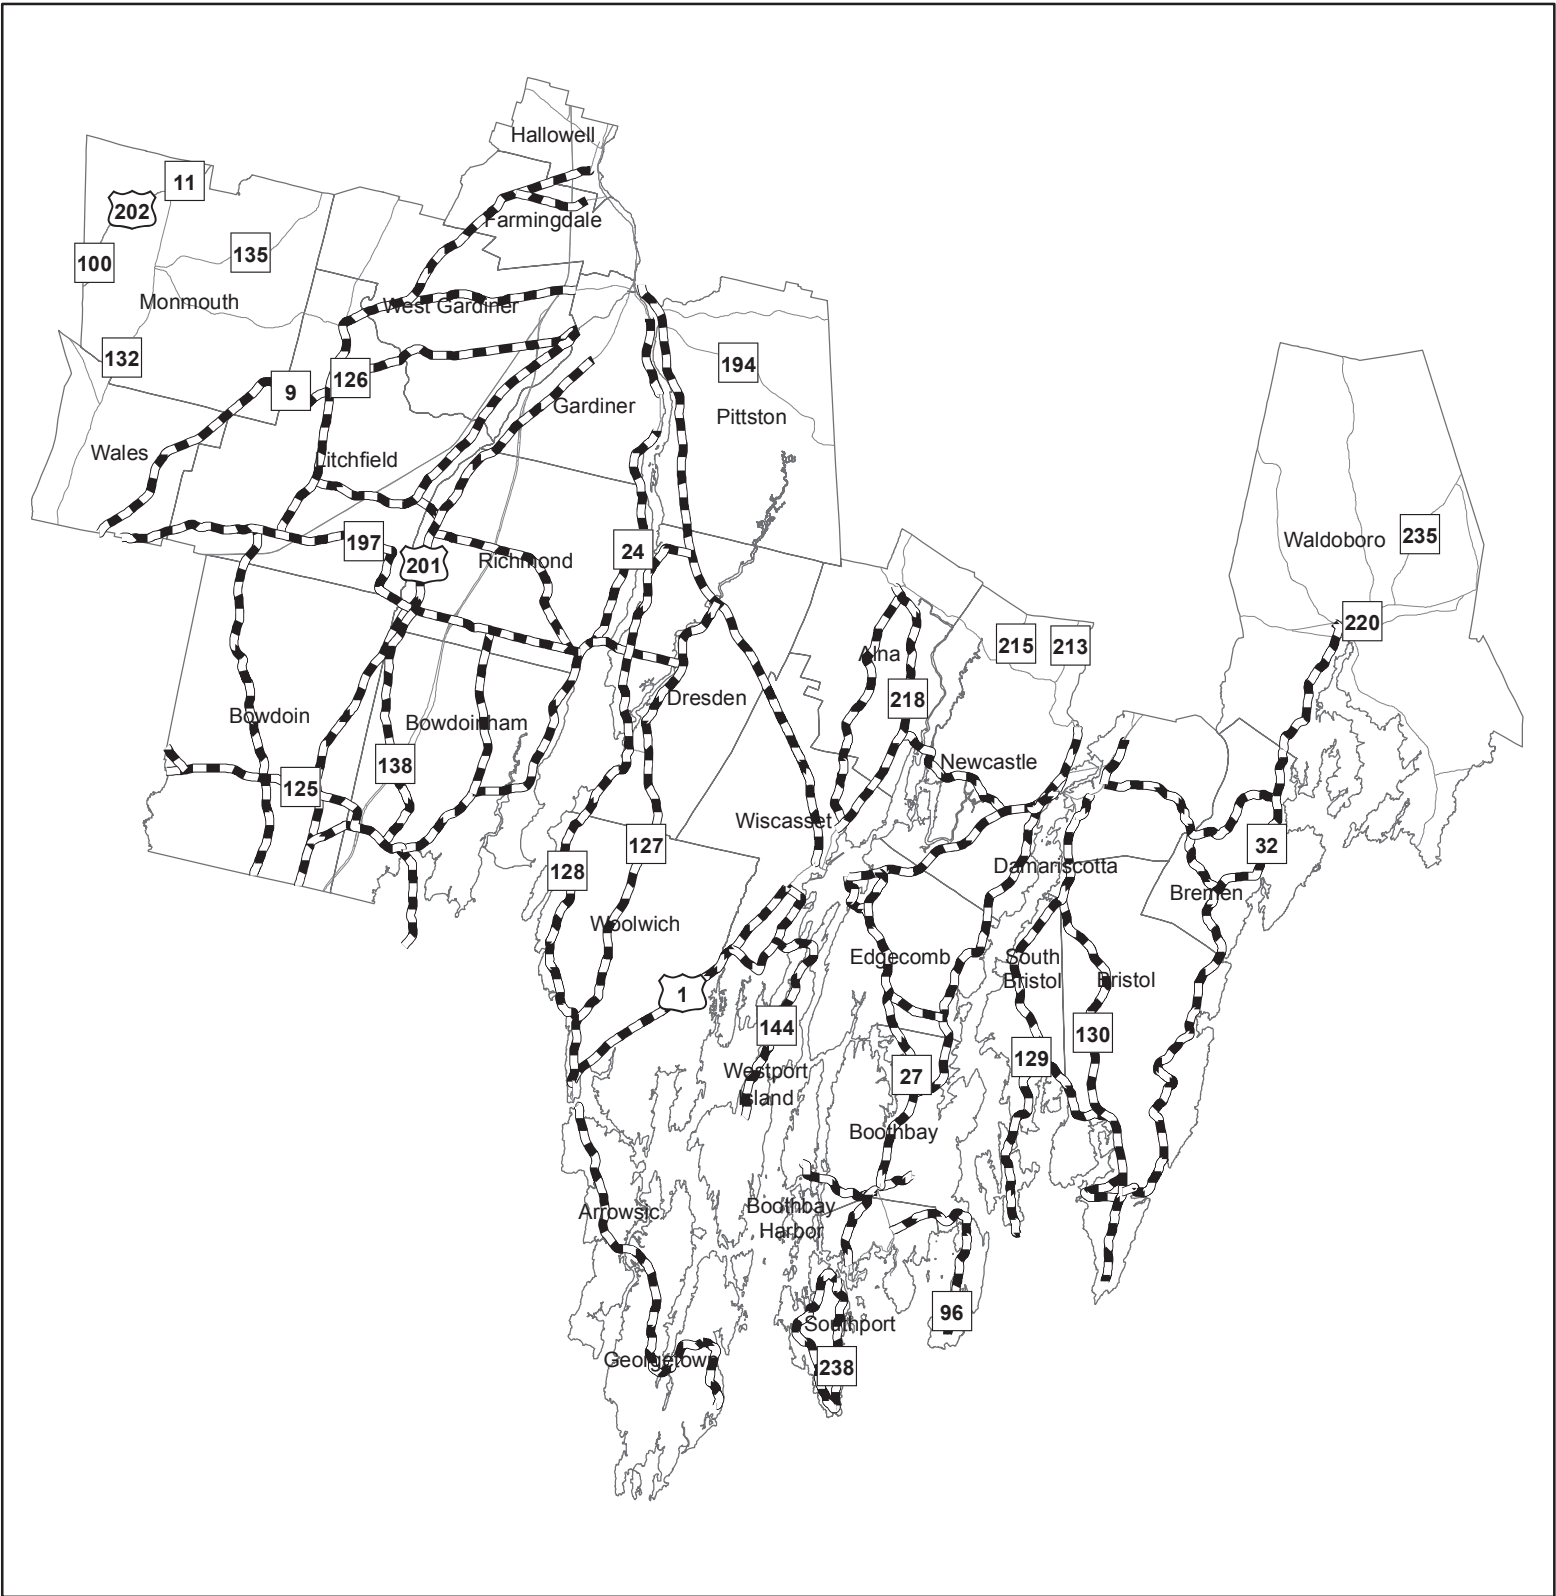 Hallowell
11
202
Farmingdale
135
100
Monmouth
West Gardiner
132
126
9
194
Gardiner
Pittston
Wales
Litchfield
197
201
Richmond
24
Waldoboro
235
220
215
213
Alna
218
Dresden
Bowdoin
Bowdoinham
138
125
Newcastle
Wiscasset
127
128
32
Damariscotta
Bremen
Woolwich
Edgecomb
South
Bristol
Bristol
1
144
130
129
27
Westport
Island
Boothbay
Arrowsic
Boothbay
Harbor
96
Southport
238
Georgetown